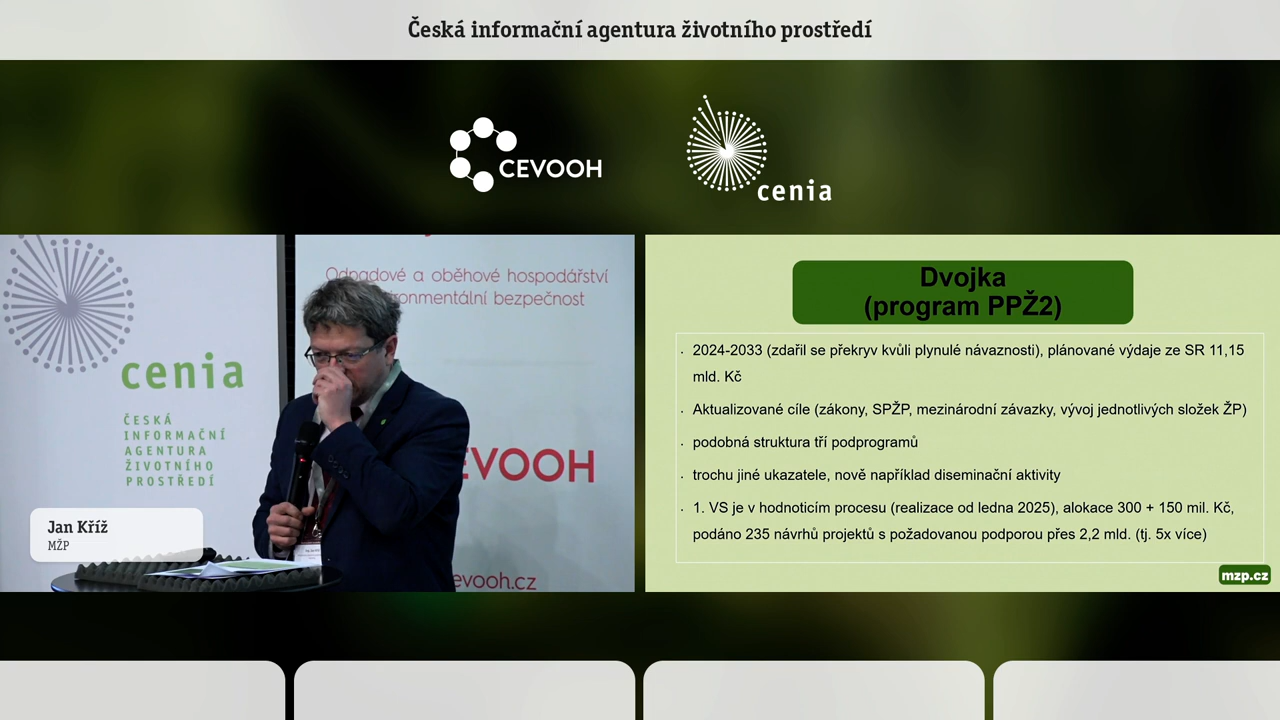 Česká informační agentura životního prostředí
CEVOOH
cenia
Odpadové a oběhové hospodářství
ironmentální bezpečnost
cenia
ČESKÁ
INFORMAČNÍ
AGENTURA
ŽIVOTNÍHO
PROSTŘEDÍ
EVOOH
evooh.cz
Jan Kříž
MŽP
Dvojka
(program PPŽ2)
· 2024-2033 (zdařil se překryv kvůli plynulé návaznosti), plánované výdaje ze SR 11,15
mld. Kč
· Aktualizované cíle (zákony, SPŽP, mezinárodní závazky, vývoj jednotlivých složek ŽP)
· podobná struktura tří podprogramů
· trochu jiné ukazatele, nově například diseminační aktivity
· 1. VS je v hodnoticím procesu (realizace od ledna 2025), alokace 300 + 150 mil. Kč,
podáno 235 návrhů projektů s požadovanou podporou přes 2,2 mld. (tj. 5x více)
mzp.cz